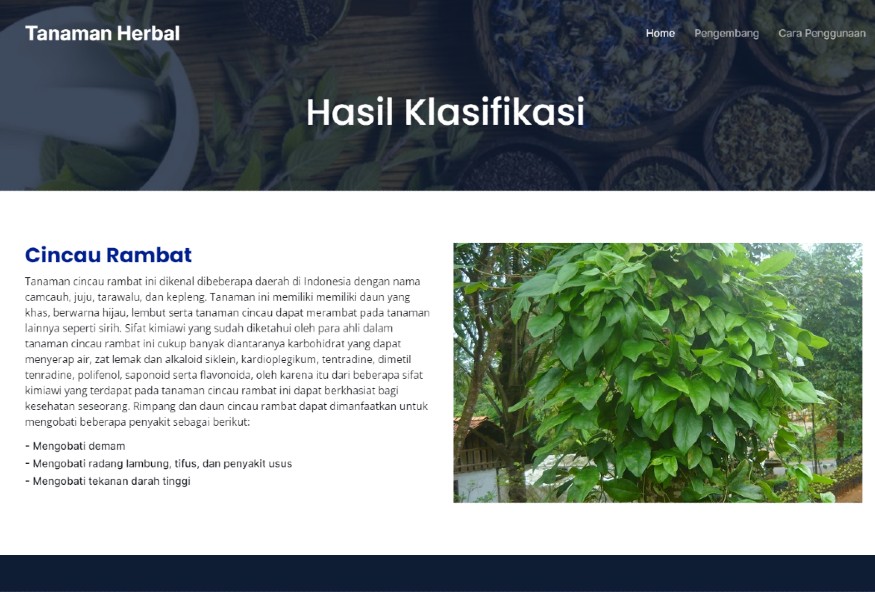 Tanaman Herbal
Home Pengembang Cara Penggunaan
Hasil Klasifikasi
Cincau Rambat
Tanaman cincau rambat ini dikenal dibeberapa daerah di Indonesia dengan nama
camcauh, juju, tarawalu, dan kepleng. Tanaman ini memiliki memiliki daun yang
khas, berwarna hijau, lembut serta tanaman cincau dapat merambat pada tanaman
lainnya seperti sirih. Sifat kimiawi yang sudah diketahui oleh para ahli dalam
tanaman cincau rambat ini cukup banyak diantaranya karbohidrat yang dapat
menyerap air, zat lemak dan alkaloid siklein, kardioplegikum, tentradine, dimetil
tenradine, polifenol, saponoid serta flavonoida, oleh karena itu dari beberapa sifat
kimiawi yang terdapat pada tanaman cincau rambat ini dapat berkhasiat bagi
kesehatan seseorang. Rimpang dan daun cincau rambat dapat dimanfaatkan untuk
mengobati beberapa penyakit sebagai berikut:
- Mengobati demam
- Mengobati radang lambung, tifus, dan penyakit usus
- Mengobati tekanan darah tinggi